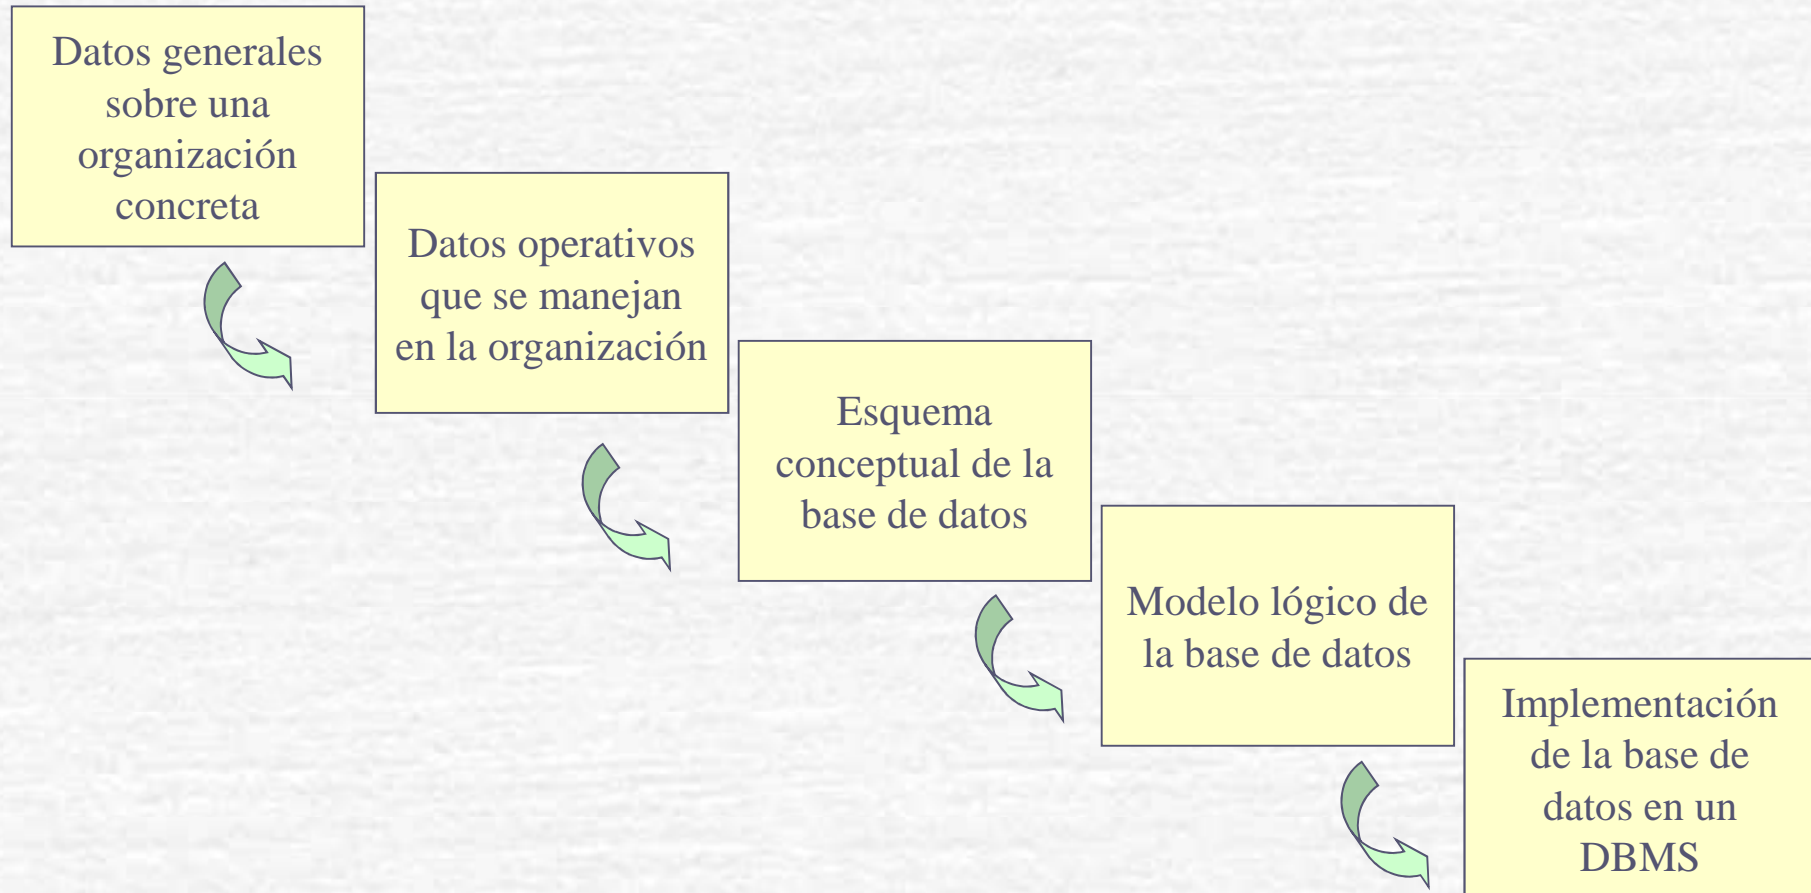 Datos generales
sobre una
organización
concreta
Datos operativos
que se manejan
en la organización
Esquema
conceptual de la
base de datos
Modelo lógico de
la base de datos
Implementación
de la base de
datos en un
DBMS